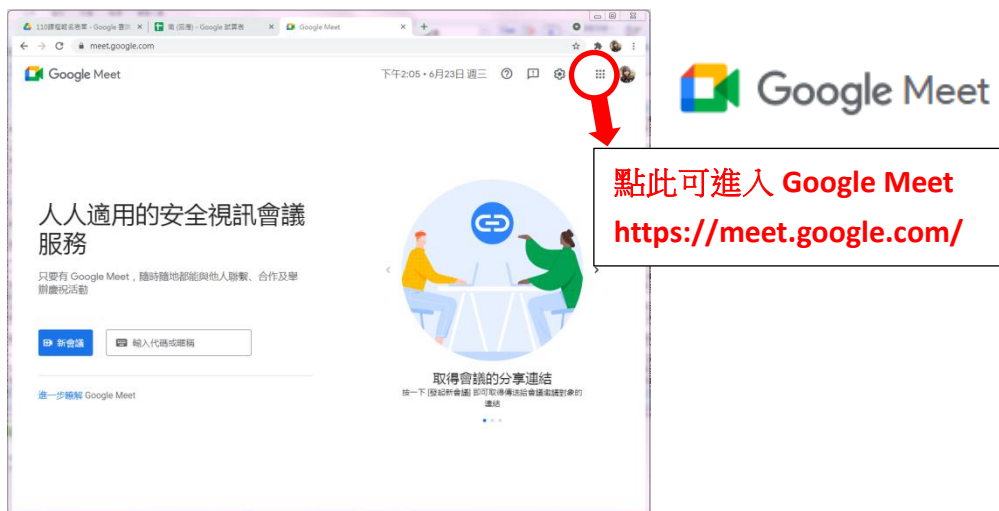 110課程報名表單 - Google 雲端
(回應) - Google 試算表
Google Meet
meet.google.com
Google Meet
下午2:05 • 6月23日 週三
Google Meet
點此可進入 Google Meet
https://meet.google.com/
人人適用的安全視訊會議
服務
只要有 Google Meet，隨時隨地都能與他人聯繫、合作及舉
辦慶祝活動
新會議
輸入代碼或暱稱
進一步瞭解 Google Meet
取得會議的分享連結
按一下 [發起新會議] 即可取得傳送給會議邀請對象的
連結